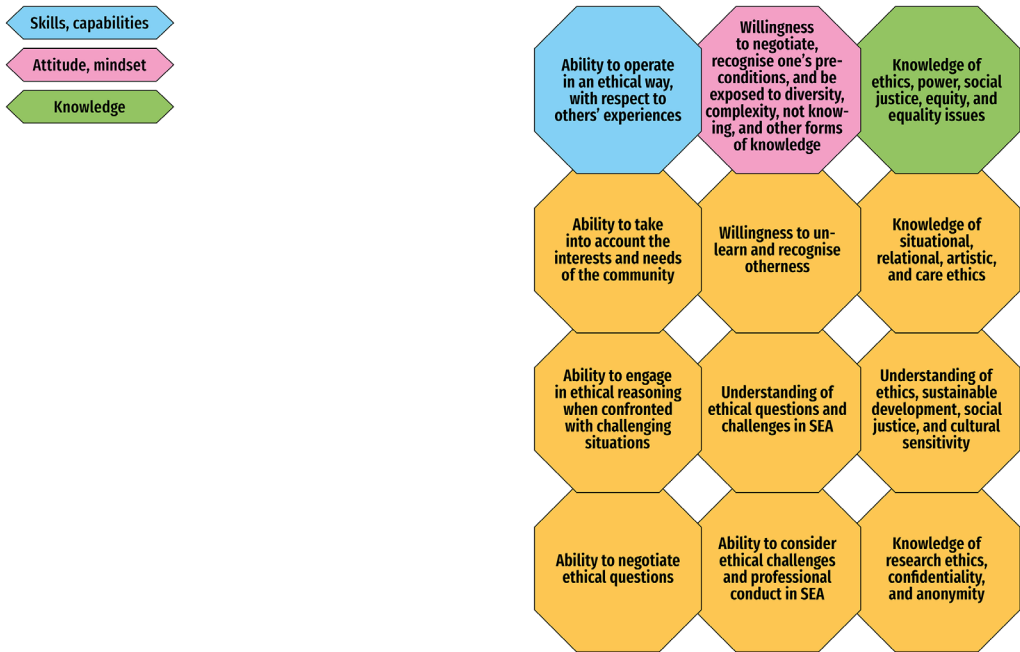 Skills, capabilities
Attitude, mindset
Knowledge
Ability to operate
in an ethical way,
with respect to
others' experiences
Willingness
to negotiate,
recognise one's pre-
conditions, and be
exposed to diversity,
complexity, not know-
ing, and other forms
of knowledge
Knowledge of
ethics, power, social
justice, equity, and
equality issues
Ability to take
into account the
interests and needs
of the community
Willingness to un-
learn and recognise
otherness
Knowledge of
situational,
relational, artistic,
and care ethics
Ability to engage
in ethical reasoning
when confronted
with challenging
situations
Understanding of
ethical questions and
challenges in SEA
Understanding of
ethics, sustainable
development, social
justice, and cultural
sensitivity
Ability to negotiate
ethical questions
Ability to consider
ethical challenges
and professional
conduct in SEA
Knowledge of
research ethics,
confidentiality,
and anonymity